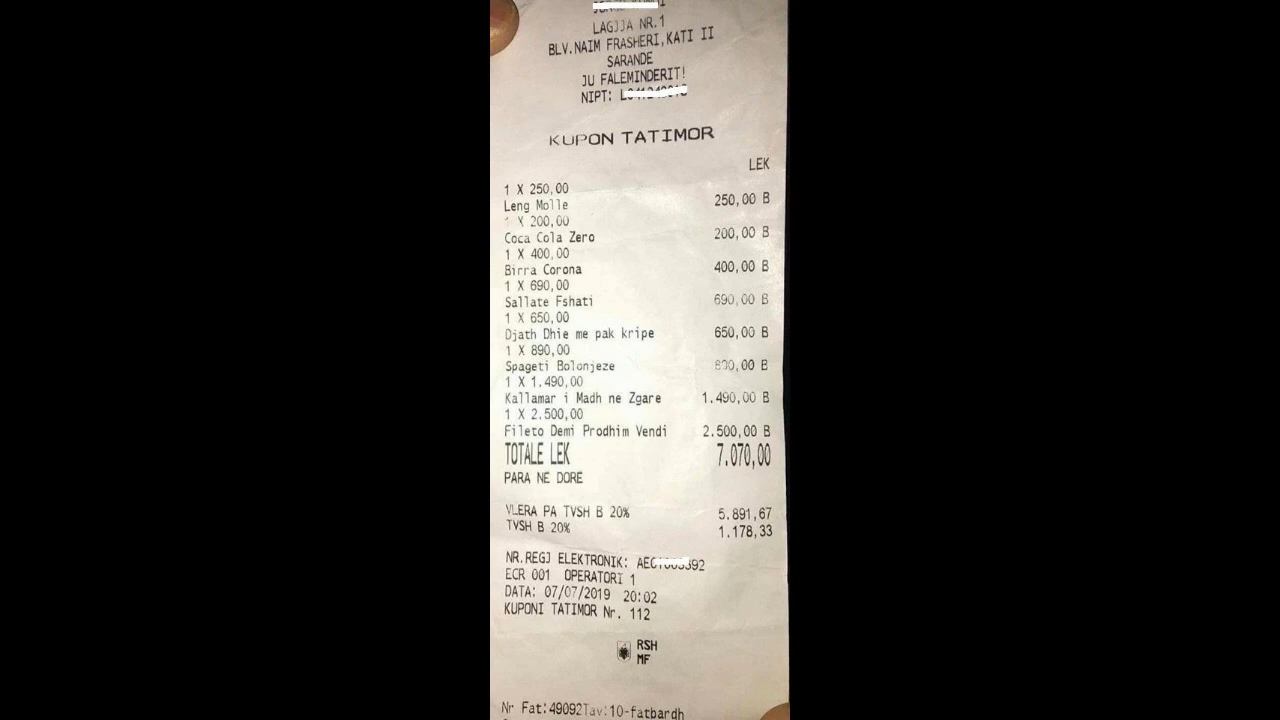 LAGJJA NR.1
BLV.NAIM FRASHERI,KATI II
SARANDE
JU FALEMINDERIT!
NIPT:
KUPON TATIMOR
LEK
1 X 250,00
Leng Molle 250,00 B
1 X 200,00
Coca Cola Zero 200,00 B
1 X 400,00
Birra Corona 400,00 B
1 X 690,00
Sallate Fshati 690,00 B
1 X 650,00
Djath Dhie me pak kripe 650,00 B
1 X 890,00
Spageti Bolonjeze 890,00 B
1 X 1.490,00
Kallamar i Madh ne Zgare 1.490,00 B
1 X 2.500,00
Fileto Demi Prodhim Vendi 2.500,00 B
TOTALE LEK 7.070,00
PARA NE DORE
VLERA PA TVSH B 20% 5.891,67
TVSH B 20% 1.178,33
NR.REGJ ELEKTRONIK:
ECR 001 OPERATORI 1
DATA: 07/07/2019 20:02
KUPONI TATIMOR Nr. 112
RSH
MF
Nr Fat:49092Tav:10-fatbardh